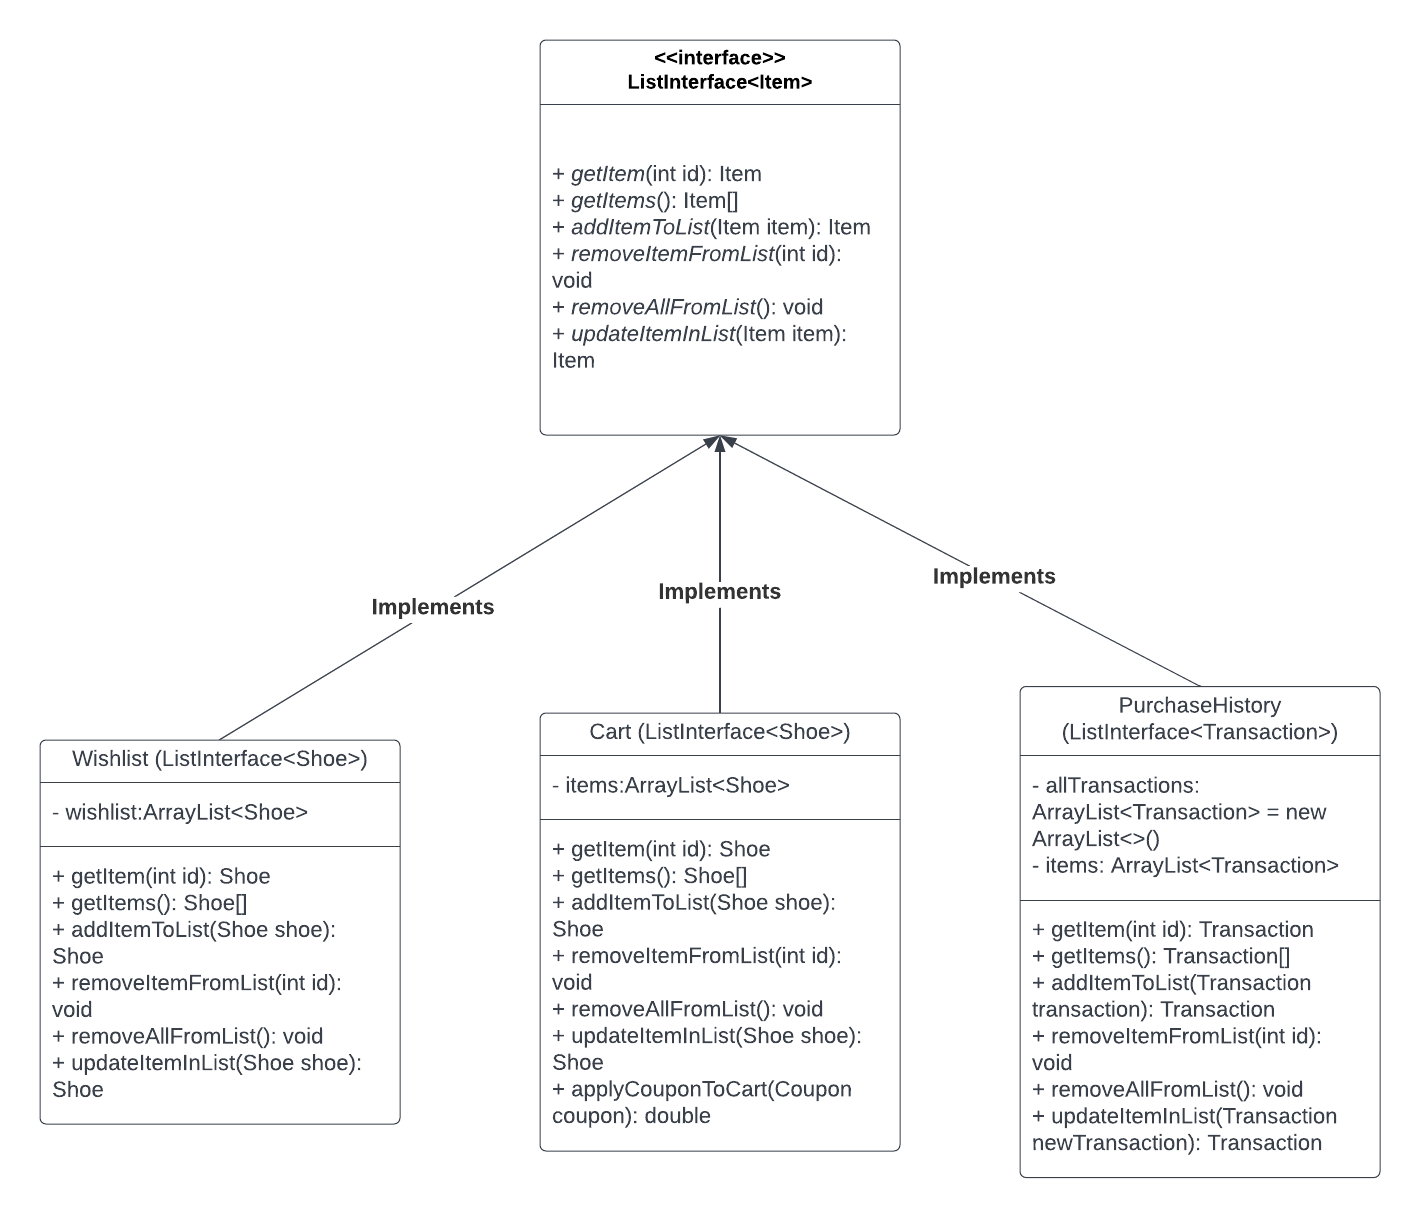 <<interface>>
ListInterface<Item>
+ getItem(int id): Item
+ getItems(): Item[]
+ addItemToList(Item item): Item
+ removeItemFromList(int id):
void
+ removeAllFromList(): void
+ updateItemInList(Item item):
Item
Implements
Implements
Implements
Wishlist (ListInterface<Shoe>)
- wishlist:ArrayList<Shoe>
+ getItem(int id): Shoe
+ getItems(): Shoe[]
+ addItemToList(Shoe shoe):
Shoe
+ removeItemFromList(int id):
void
+ removeAllFromList(): void
+ updateItemInList(Shoe shoe):
Shoe
Cart (ListInterface<Shoe>)
- items:ArrayList<Shoe>
+ getItem(int id): Shoe
+ getItems(): Shoe[]
+ addItemToList(Shoe shoe):
Shoe
+ removeItemFromList(int id):
void
+ removeAllFromList(): void
+ updateItemInList(Shoe shoe):
Shoe
+ applyCouponToCart(Coupon
coupon): double
PurchaseHistory
(ListInterface<Transaction>)
- allTransactions:
ArrayList<Transaction> = new
ArrayList<>()
- items: ArrayList<Transaction>
+ getItem(int id): Transaction
+ getItems(): Transaction[]
+ addItemToList(Transaction
transaction): Transaction
+ removeItemFromList(int id):
void
+ removeAllFromList(): void
+ updateItemInList(Transaction
newTransaction): Transaction